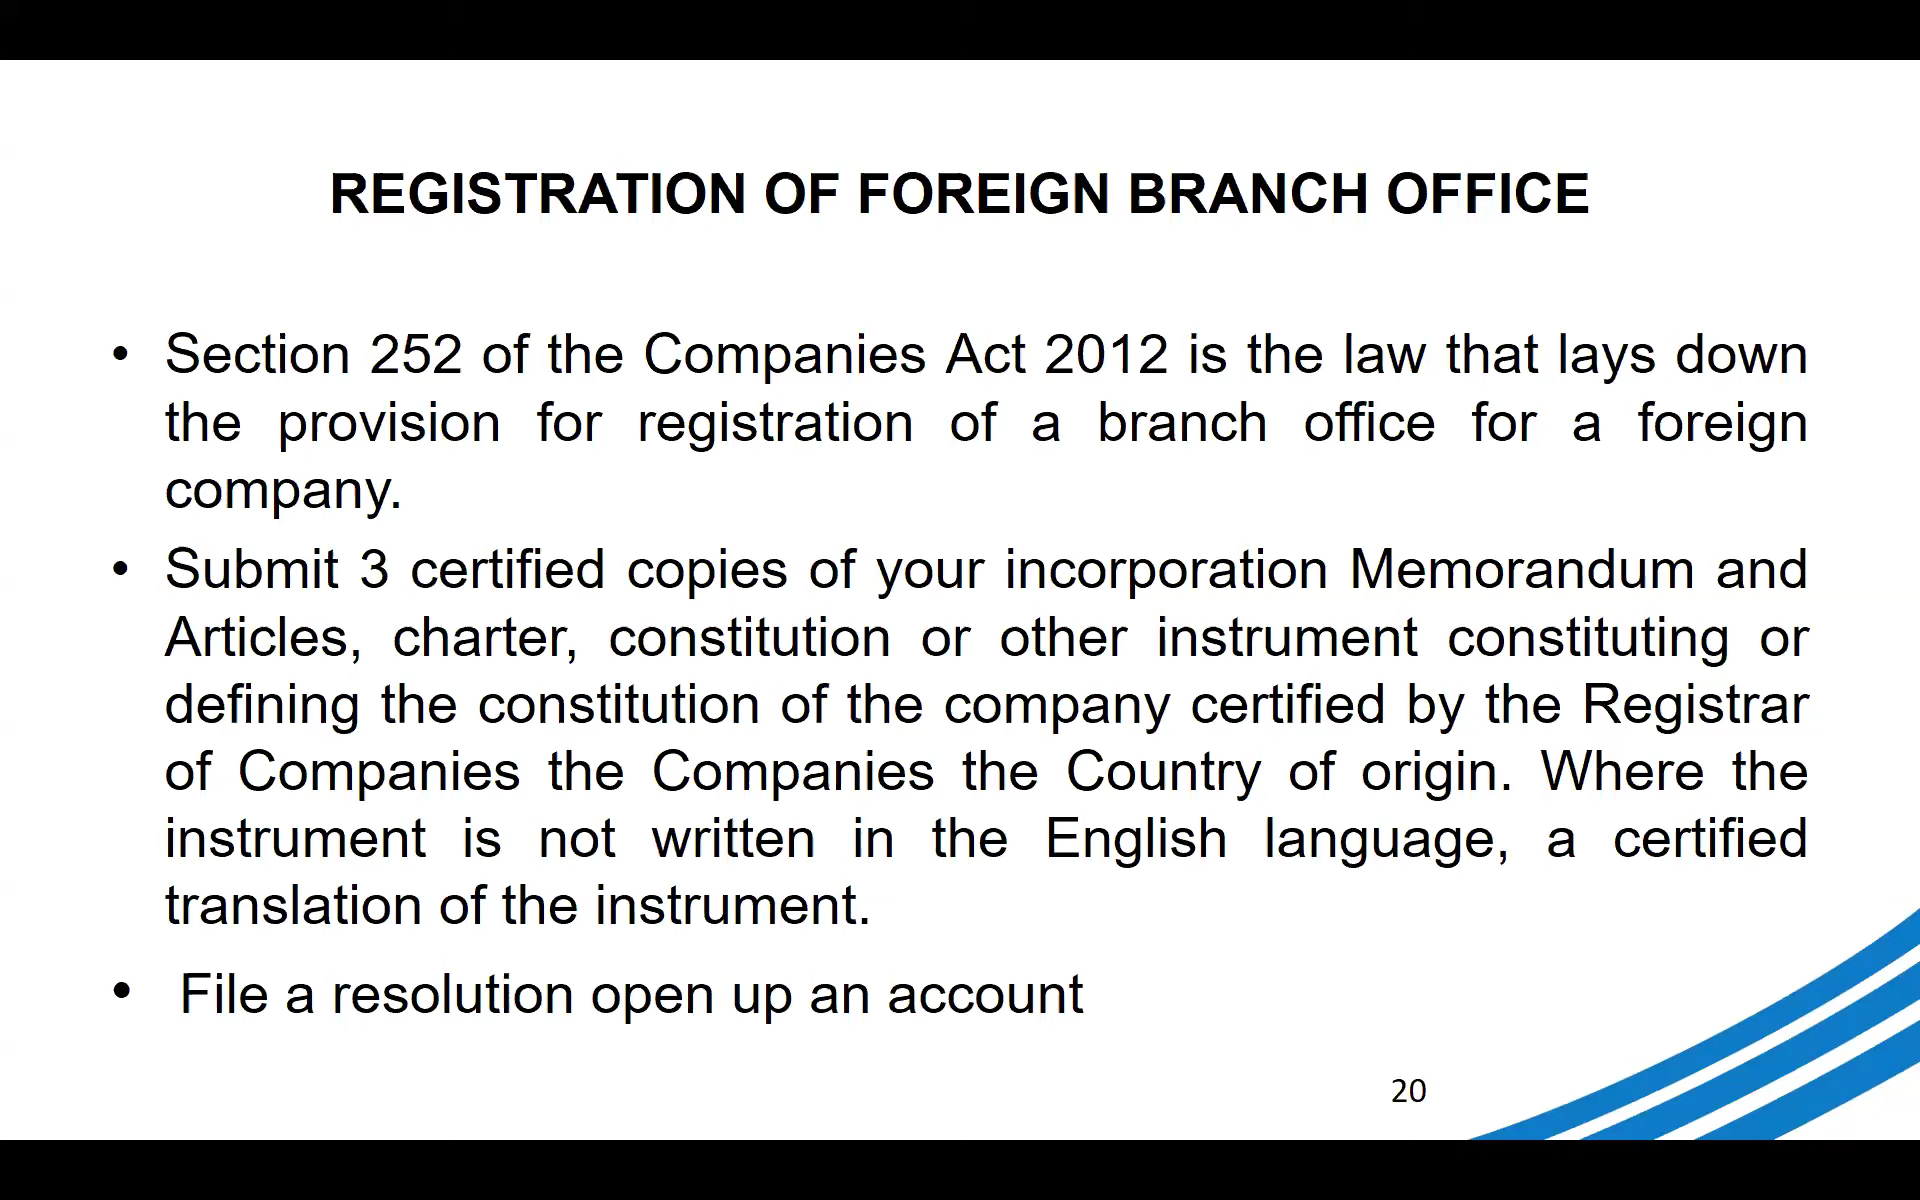 REGISTRATION OF FOREIGN BRANCH OFFICE
• Section 252 of the Companies Act 2012 is the law that lays down
the provision for registration of a branch office for a foreign
company.
• Submit 3 certified copies of your incorporation Memorandum and
Articles, charter, constitution or other instrument constituting or
defining the constitution of the company certified by the Registrar
of Companies the Companies the Country of origin. Where the
instrument is not written in the English language, a certified
translation of the instrument.
• File a resolution open up an account
20